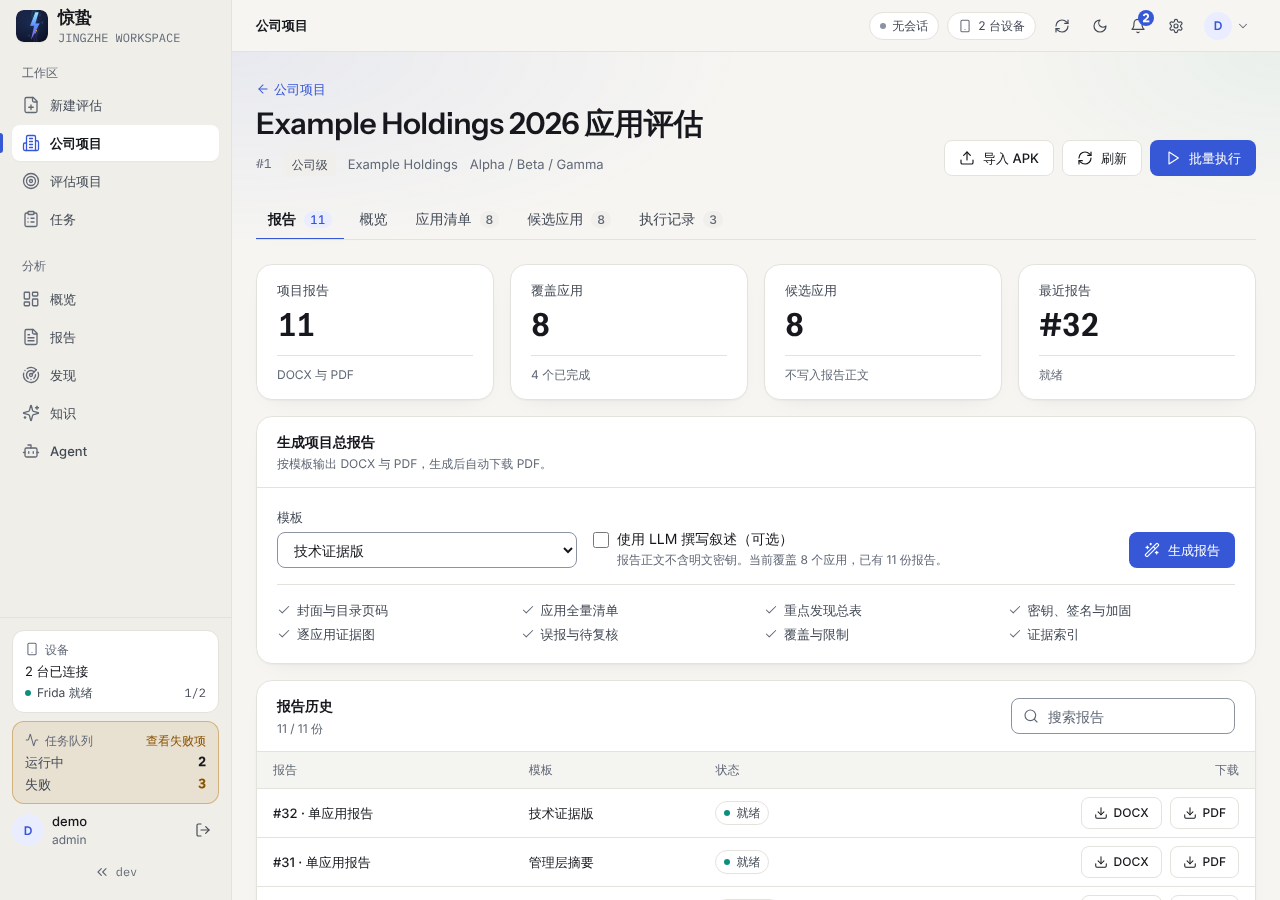 惊蛰
JINGZHE WORKSPACE
工作区
新建评估
公司项目
评估项目
任务
分析
概览
报告
发现
知识
Agent
设备
2 台已连接
Frida 就绪 1/2
任务队列 查看失败项
运行中 2
失败 3
D demo
admin
dev
公司项目
无会话
2 台设备
2
D
公司项目
Example Holdings 2026 应用评估
#1 公司级 Example Holdings Alpha / Beta / Gamma
导入 APK
刷新
批量执行
报告 11 概览 应用清单 8 候选应用 8 执行记录 3
项目报告
11
DOCX 与 PDF
覆盖应用
8
4 个已完成
候选应用
8
不写入报告正文
最近报告
#32
就绪
生成项目总报告
按模板输出 DOCX 与 PDF，生成后自动下载 PDF。
模板
技术证据版
使用 LLM 撰写叙述（可选）
报告正文不含明文密钥。当前覆盖 8 个应用，已有 11 份报告。
生成报告
封面与目录页码 应用全量清单 重点发现总表 密钥、签名与加固
逐应用证据图 误报与待复核 覆盖与限制 证据索引
报告历史
11 / 11 份
搜索报告
报告 模板 状态 下载
#32 · 单应用报告 技术证据版 就绪 DOCX PDF
#31 · 单应用报告 管理层摘要 就绪 DOCX PDF